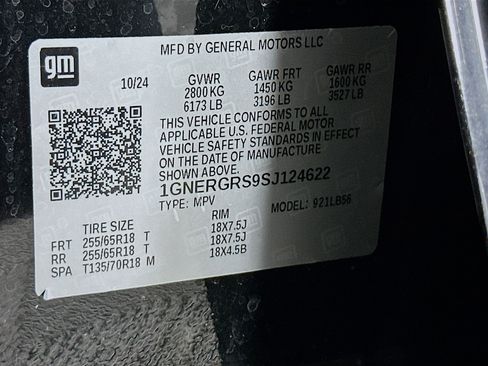 gm
MFD BY GENERAL MOTORS LLC
10/24 GVWR GAWR FRT GAWR RR
2800 KG 1450 KG 1600 KG
6173 LB 3196 LB 3527 LB
THIS VEHICLE CONFORMS TO ALL
APPLICABLE U.S. FEDERAL MOTOR
VEHICLE SAFETY STANDARDS IN EFFECT
ON THE DATE OF MANUFACTURE
SHOWN ABOVE.
1GNERGRS9SJ124622
TYPE: MPV MODEL: 921LB56
TIRE SIZE RIM
FRT 255/65R18 T 18X7.5J
RR 255/65R18 T 18X7.5J
SPA T135/70R18 M 18X4.5B